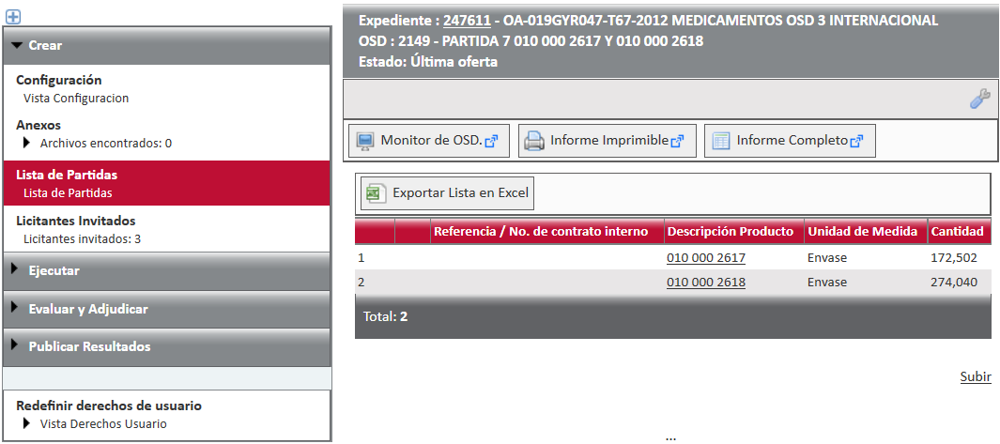 Crear
Configuración
Vista Configuracion
Anexos
Archivos encontrados: 0
Lista de Partidas
Lista de Partidas
Licitantes Invitados
Licitantes invitados: 3
Ejecutar
Evaluar y Adjudicar
Publicar Resultados
Redefinir derechos de usuario
Vista Derechos Usuario
Expediente : 247611 - OA-019GYR047-T67-2012 MEDICAMENTOS OSD 3 INTERNACIONAL
OSD : 2149 - PARTIDA 7 010 000 2617 Y 010 000 2618
Estado: Última oferta
Monitor de OSD. Informe Imprimible Informe Completo
Exportar Lista en Excel
Referencia / No. de contrato interno Descripción Producto Unidad de Medida Cantidad
1 010 000 2617 Envase 172,502
2 010 000 2618 Envase 274,040
Total: 2
Subir
...